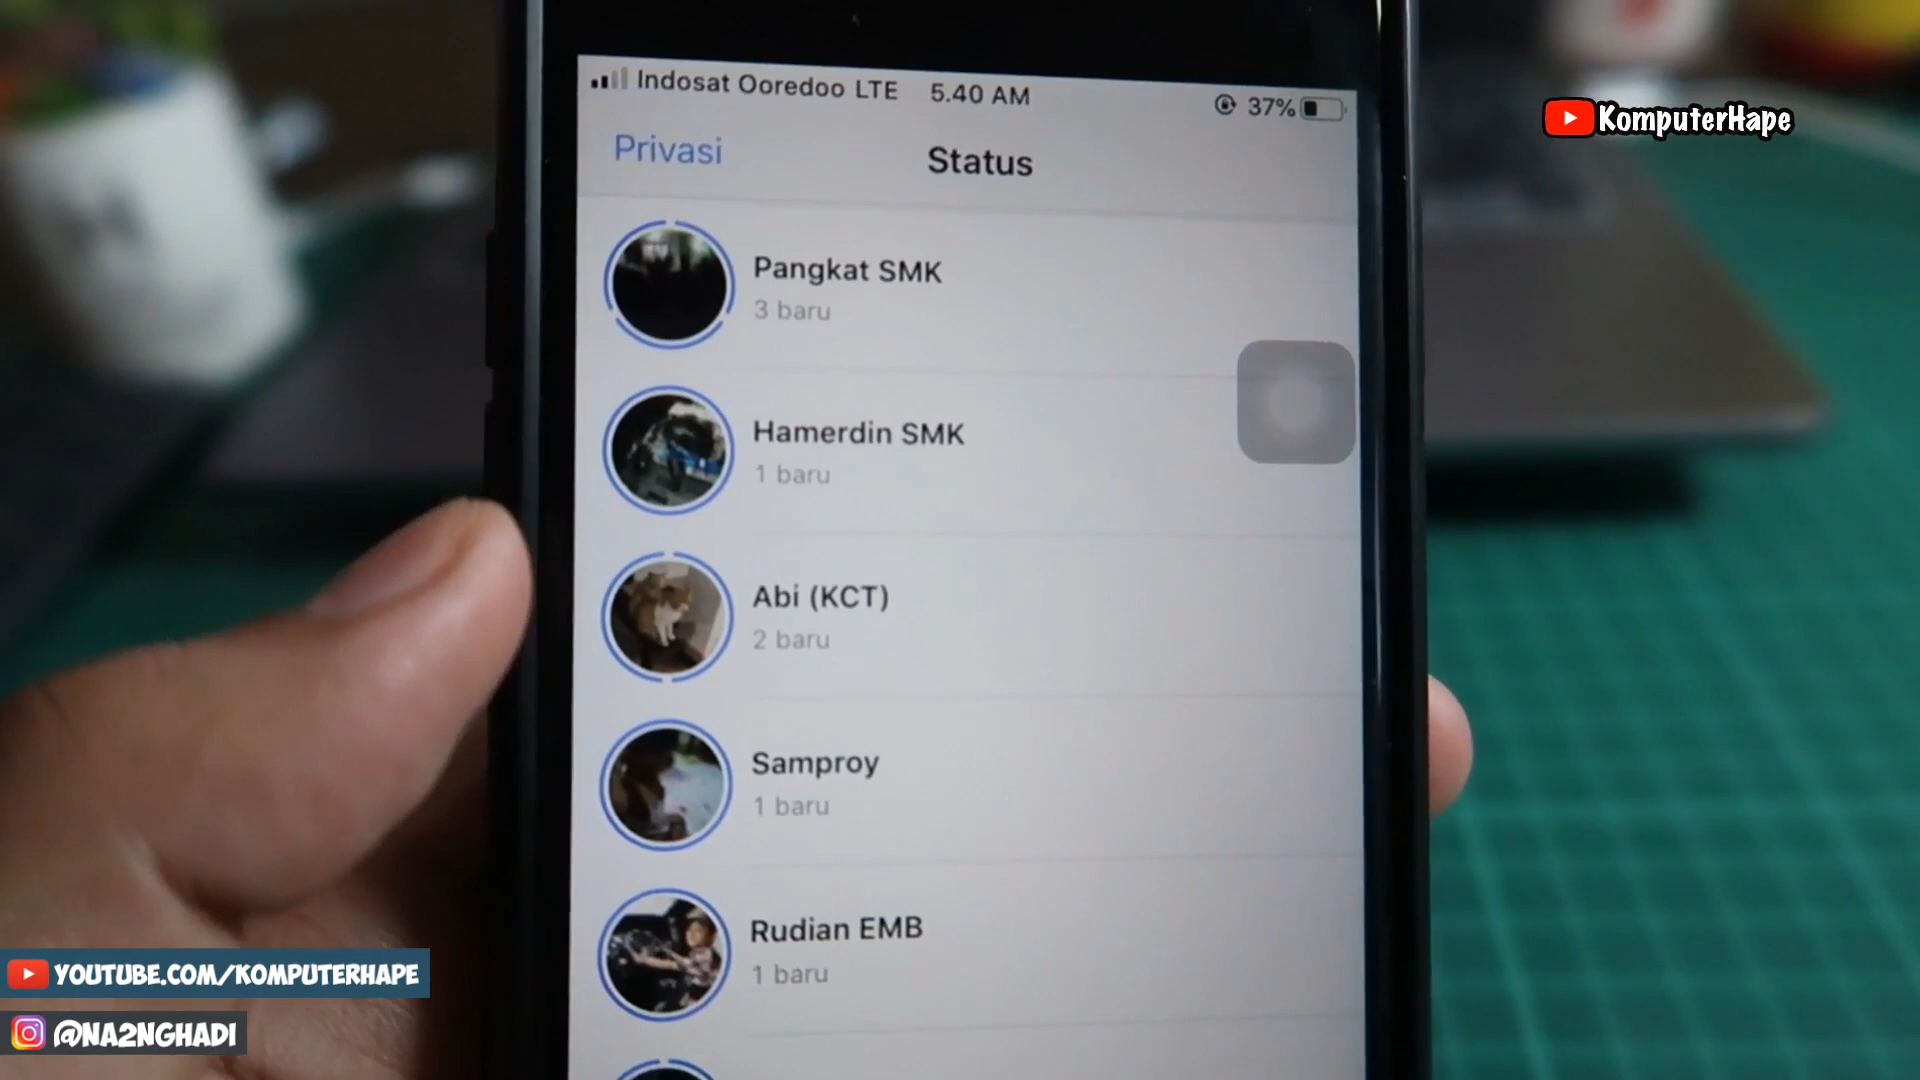 Indosat Ooredoo LTE 5.40 AM 37%
KomputerHape
Privasi
Status
Pangkat SMK
3 baru
Hamerdin SMK
1 baru
Abi (KCT)
2 baru
Samproy
1 baru
Rudian EMB
1 baru
YOUTUBE.COM/KOMPUTERHAPE
@NA2NGHADI